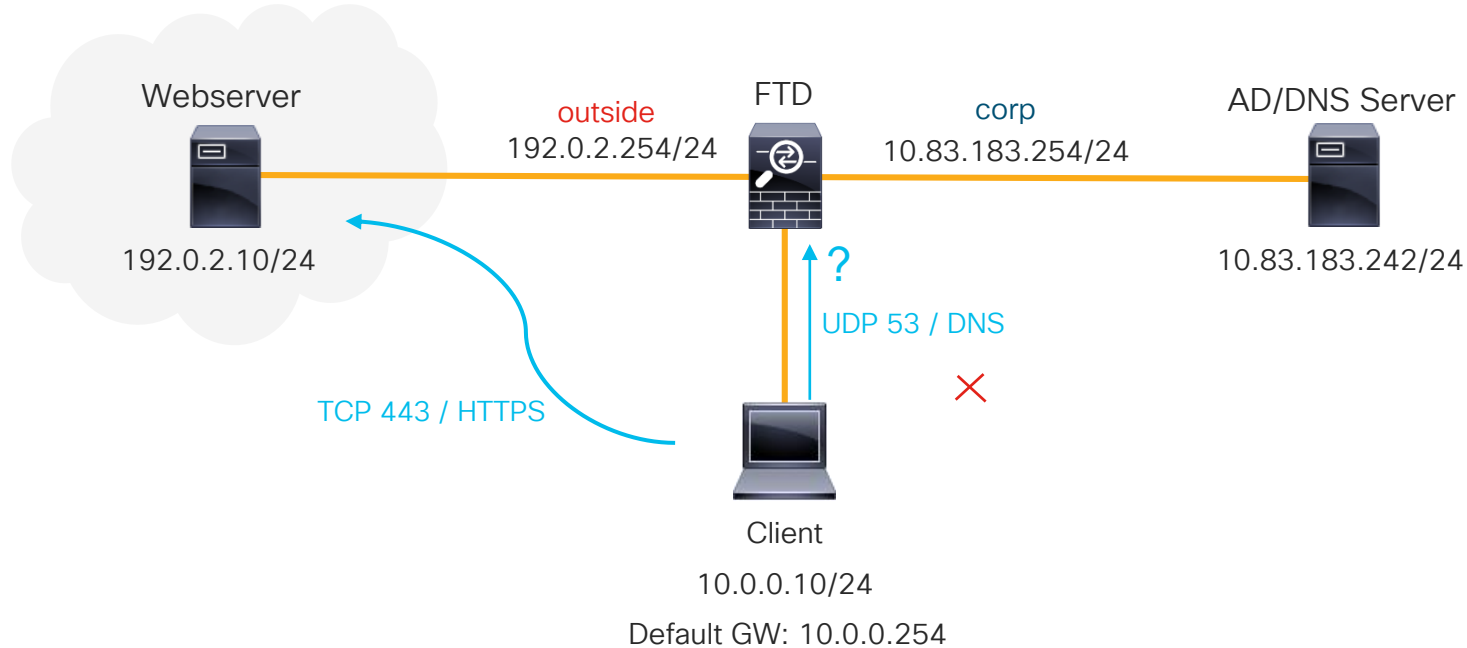 Webserver
192.0.2.10/24
outside
192.0.2.254/24
FTD
corp
10.83.183.254/24
AD/DNS Server
10.83.183.242/24
?
UDP 53 / DNS
TCP 443 / HTTPS
Client
10.0.0.10/24
Default GW: 10.0.0.254